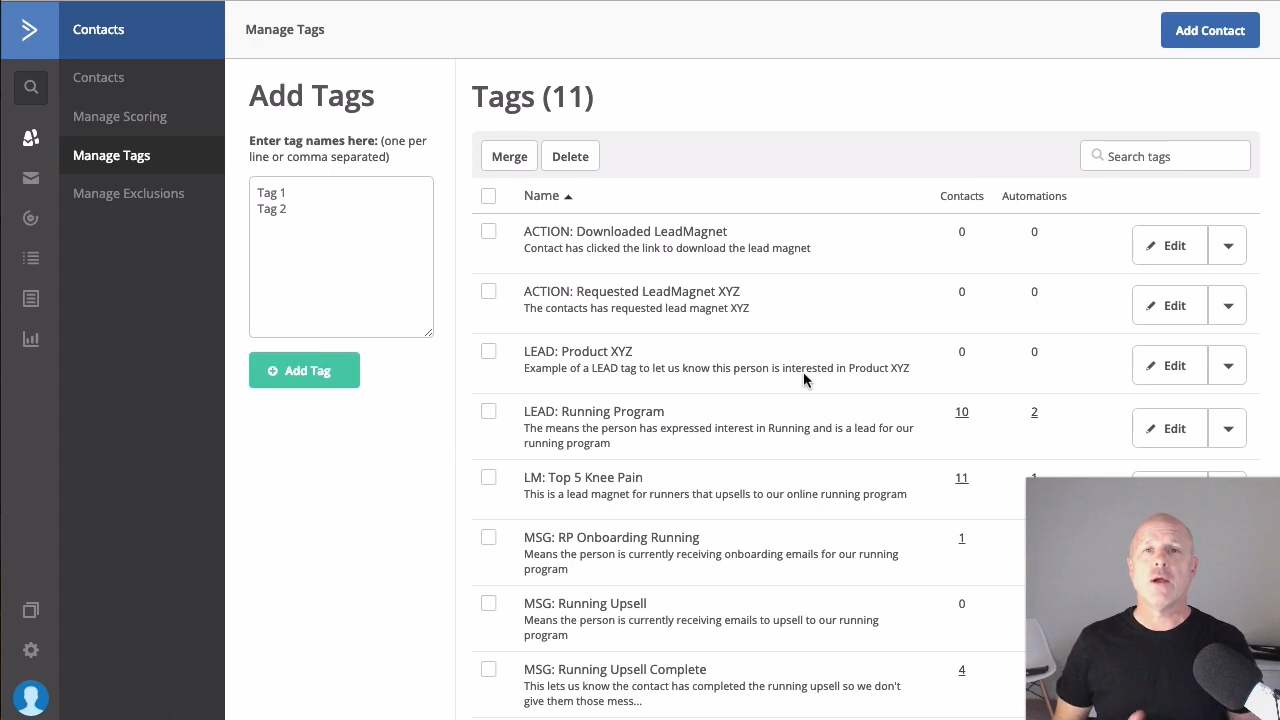 Contacts
Manage Tags
Add Contact
Contacts
Manage Scoring
Manage Tags
Manage Exclusions
Add Tags
Enter tag names here: (one per
line or comma separated)
Tag 1
Tag 2
Add Tag
Tags (11)
Merge
Delete
Search tags
Name
Contacts
Automations
ACTION: Downloaded LeadMagnet
Contact has clicked the link to download the lead magnet
0
0
Edit
ACTION: Requested LeadMagnet XYZ
The contacts has requested lead magnet XYZ
0
0
Edit
LEAD: Product XYZ
Example of a LEAD tag to let us know this person is interested in Product XYZ
0
0
Edit
LEAD: Running Program
The means the person has expressed interest in Running and is a lead for our
running program
10
2
Edit
LM: Top 5 Knee Pain
This is a lead magnet for runners that upsells to our online running program
11
MSG: RP Onboarding Running
Means the person is currently receiving onboarding emails for our running
program
1
MSG: Running Upsell
Means the person is currently receiving emails to upsell to our running
program
0
MSG: Running Upsell Complete
This lets us know the contact has completed the running upsell so we don't
give them those mess...
4